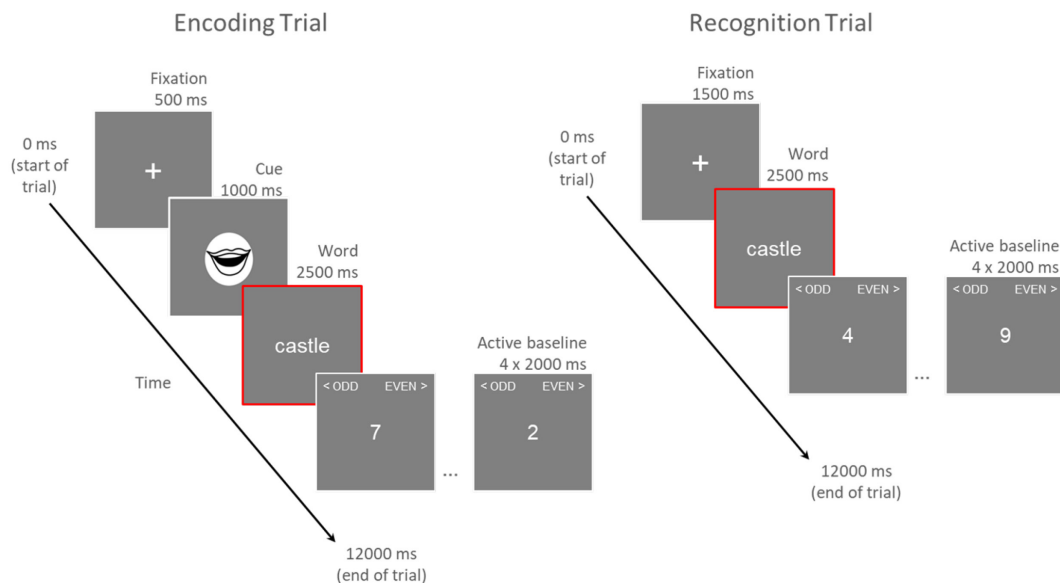 Encoding Trial
Fixation
500 ms
0 ms
(start of
trial)
+
Cue
1000 ms
Word
2500 ms
castle
Active baseline
4 x 2000 ms
< ODD EVEN >
7
...
< ODD EVEN >
2
Time
12000 ms
(end of trial)
Recognition Trial
Fixation
1500 ms
0 ms
(start of
trial)
+
Word
2500 ms
castle
Active baseline
4 x 2000 ms
< ODD EVEN >
4
...
< ODD EVEN >
9
12000 ms
(end of trial)